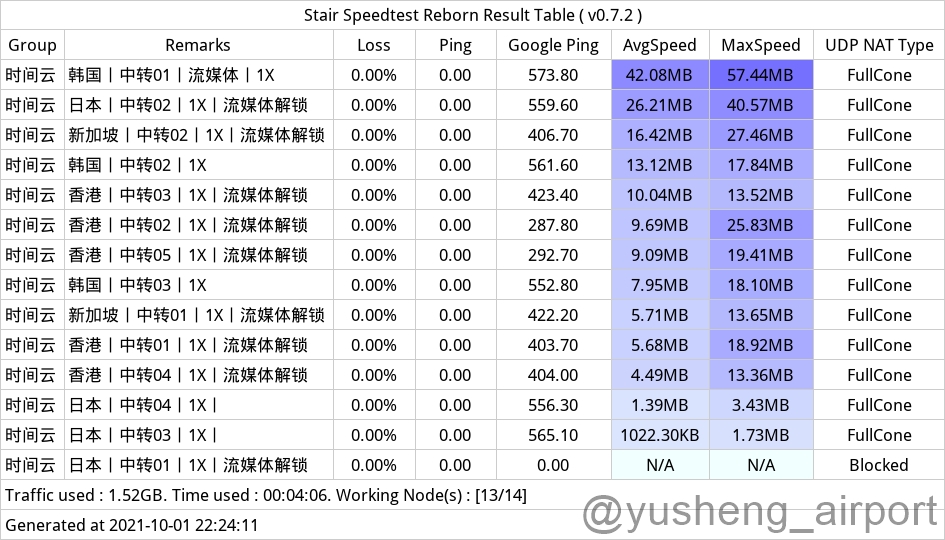 Stair Speedtest Reborn Result Table ( v0.7.2 )
Group Remarks Loss Ping Google Ping AvgSpeed MaxSpeed UDP NAT Type
时间云 韩国丨中转01丨流媒体丨1X 0.00% 0.00 573.80 42.08MB 57.44MB FullCone
时间云 日本丨中转02丨1X丨流媒体解锁 0.00% 0.00 559.60 26.21MB 40.57MB FullCone
时间云 新加坡丨中转02丨1X丨流媒体解锁 0.00% 0.00 406.70 16.42MB 27.46MB FullCone
时间云 韩国丨中转02丨1X 0.00% 0.00 561.60 13.12MB 17.84MB FullCone
时间云 香港丨中转03丨1X丨流媒体解锁 0.00% 0.00 423.40 10.04MB 13.52MB FullCone
时间云 香港丨中转02丨1X丨流媒体解锁 0.00% 0.00 287.80 9.69MB 25.83MB FullCone
时间云 香港丨中转05丨1X丨流媒体解锁 0.00% 0.00 292.70 9.09MB 19.41MB FullCone
时间云 韩国丨中转03丨1X 0.00% 0.00 552.80 7.95MB 18.10MB FullCone
时间云 新加坡丨中转01丨1X丨流媒体解锁 0.00% 0.00 422.20 5.71MB 13.65MB FullCone
时间云 香港丨中转01丨1X丨流媒体解锁 0.00% 0.00 403.70 5.68MB 18.92MB FullCone
时间云 香港丨中转04丨1X丨流媒体解锁 0.00% 0.00 404.00 4.49MB 13.36MB FullCone
时间云 日本丨中转04丨1X丨 0.00% 0.00 556.30 1.39MB 3.43MB FullCone
时间云 日本丨中转03丨1X丨 0.00% 0.00 565.10 1022.30KB 1.73MB FullCone
时间云 日本丨中转01丨1X丨流媒体解锁 0.00% 0.00 0.00 N/A N/A Blocked
Traffic used : 1.52GB. Time used : 00:04:06. Working Node(s) : [13/14]
Generated at 2021-10-01 22:24:11
@yusheng_airport